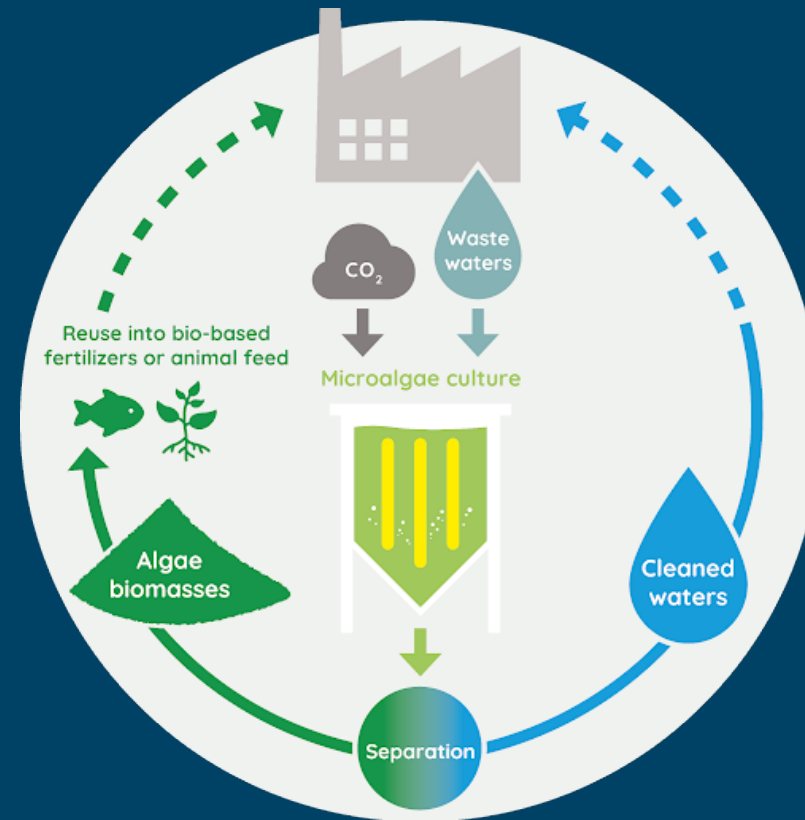 CO₂
Waste
waters
Reuse into bio-based
fertilizers or animal feed
Microalgae culture
Algae
biomasses
Cleaned
waters
Separation